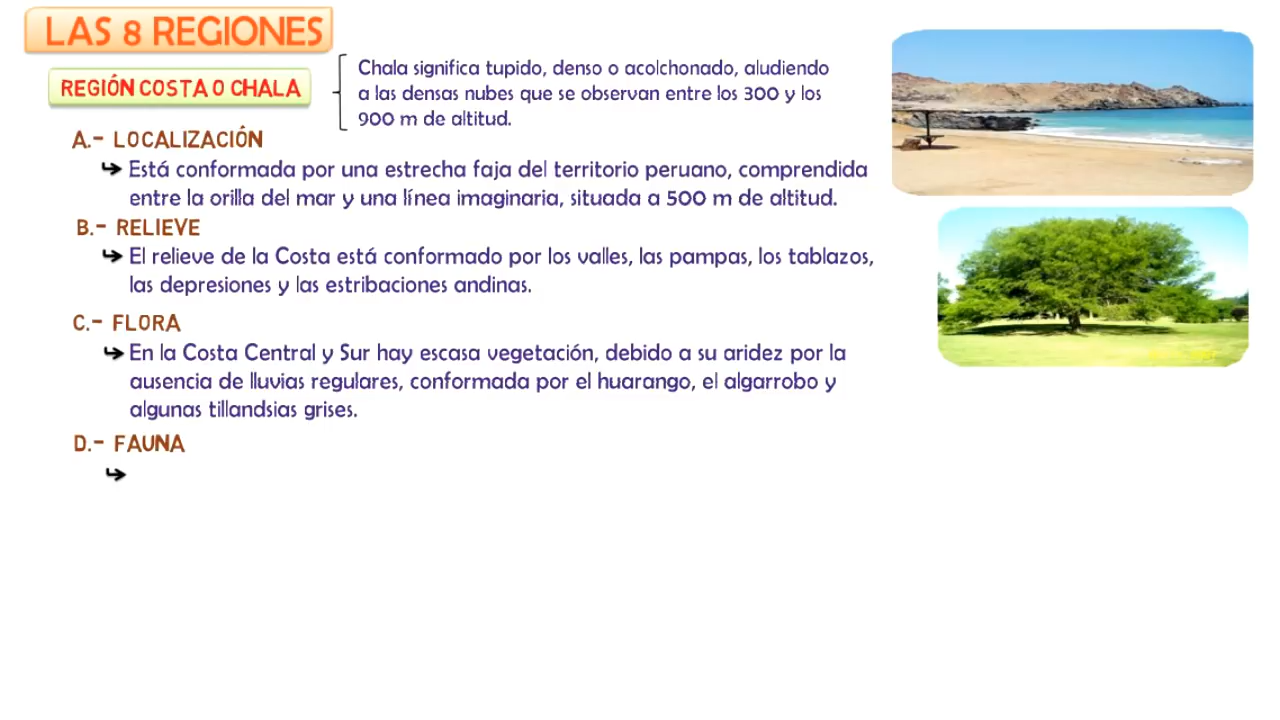 LAS 8 REGIONES
REGIÓN COSTA O CHALA
Chala significa tupido, denso o acolchonado, aludiendo
a las densas nubes que se observan entre los 300 y los
900 m de altitud.
A.- LOCALIZACIÓN
Está conformada por una estrecha faja del territorio peruano, comprendida
entre la orilla del mar y una línea imaginaria, situada a 500 m de altitud.
B.- RELIEVE
El relieve de la Costa está conformado por los valles, las pampas, los tablazos,
las depresiones y las estribaciones andinas.
C.- FLORA
En la Costa Central y Sur hay escasa vegetación, debido a su aridez por la
ausencia de lluvias regulares, conformada por el huarango, el algarrobo y
algunas tillandsias grises.
D.- FAUNA